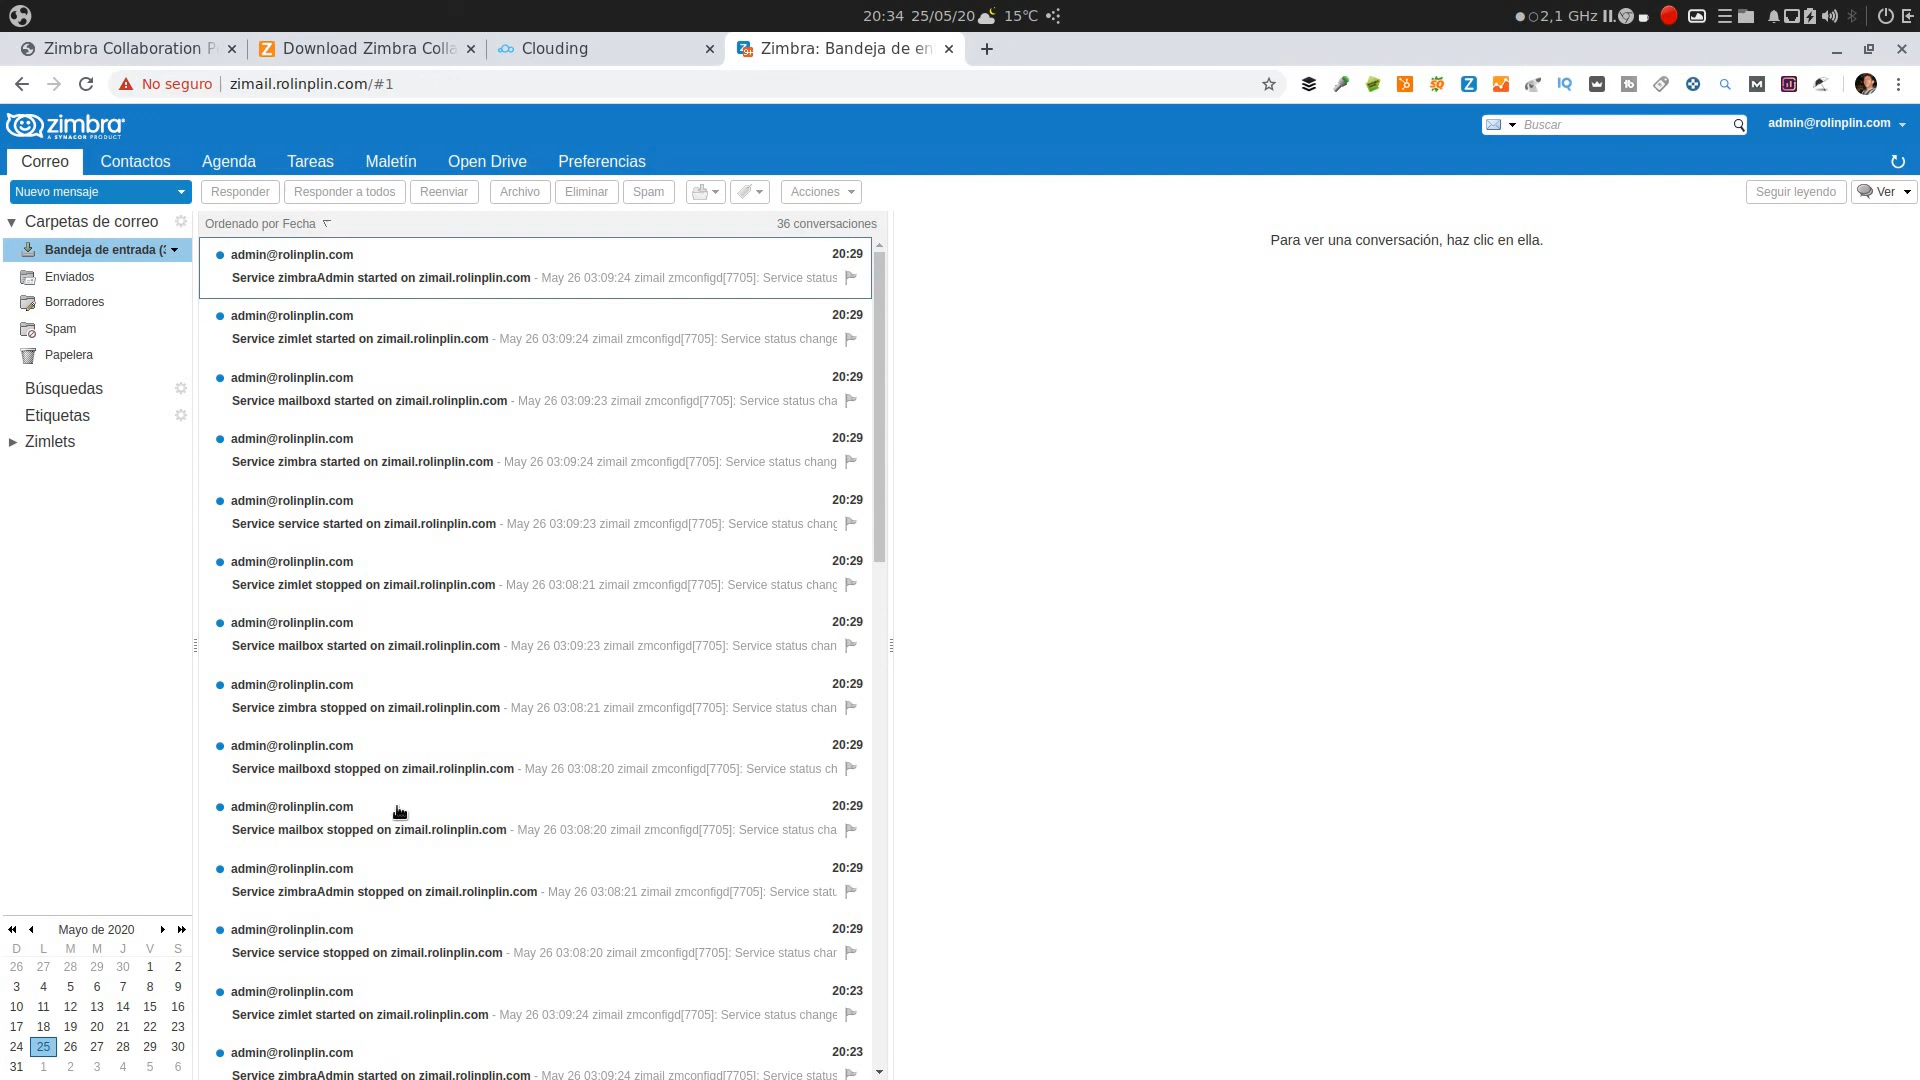 20:34 25/05/20 15°C
2,1 GHz
Zimbra Collaboration P
Download Zimbra Colla
Clouding
Zimbra: Bandeja de en
No seguro zimail.rolinplin.com/#1
zimbra
A SYNACOR PRODUCT
Buscar
admin@rolinplin.com
Correo Contactos Agenda Tareas Maletín Open Drive Preferencias
Nuevo mensaje Responder Responder a todos Reenviar Archivo Eliminar Spam Acciones Seguir leyendo Ver
Carpetas de correo
Bandeja de entrada (3
Enviados
Borradores
Spam
Papelera
Búsquedas
Etiquetas
Zimlets
Ordenado por Fecha 36 conversaciones
admin@rolinplin.com 20:29
Service zimbraAdmin started on zimail.rolinplin.com - May 26 03:09:24 zimail zmconfigd[7705]: Service status
admin@rolinplin.com 20:29
Service zimlet started on zimail.rolinplin.com - May 26 03:09:24 zimail zmconfigd[7705]: Service status change
admin@rolinplin.com 20:29
Service mailboxd started on zimail.rolinplin.com - May 26 03:09:23 zimail zmconfigd[7705]: Service status cha
admin@rolinplin.com 20:29
Service zimbra started on zimail.rolinplin.com - May 26 03:09:24 zimail zmconfigd[7705]: Service status chang
admin@rolinplin.com 20:29
Service service started on zimail.rolinplin.com - May 26 03:09:23 zimail zmconfigd[7705]: Service status chang
admin@rolinplin.com 20:29
Service zimlet stopped on zimail.rolinplin.com - May 26 03:08:21 zimail zmconfigd[7705]: Service status chang
admin@rolinplin.com 20:29
Service mailbox started on zimail.rolinplin.com - May 26 03:09:23 zimail zmconfigd[7705]: Service status chan
admin@rolinplin.com 20:29
Service zimbra stopped on zimail.rolinplin.com - May 26 03:08:21 zimail zmconfigd[7705]: Service status chan
admin@rolinplin.com 20:29
Service mailboxd stopped on zimail.rolinplin.com - May 26 03:08:20 zimail zmconfigd[7705]: Service status ch
admin@rolinplin.com 20:29
Service mailbox stopped on zimail.rolinplin.com - May 26 03:08:20 zimail zmconfigd[7705]: Service status cha
admin@rolinplin.com 20:29
Service zimbraAdmin stopped on zimail.rolinplin.com - May 26 03:08:21 zimail zmconfigd[7705]: Service statu
admin@rolinplin.com 20:29
Service service stopped on zimail.rolinplin.com - May 26 03:08:20 zimail zmconfigd[7705]: Service status char
admin@rolinplin.com 20:23
Service zimlet started on zimail.rolinplin.com - May 26 03:09:24 zimail zmconfigd[7705]: Service status change
admin@rolinplin.com 20:23
Service zimbraAdmin started on zimail.rolinplin.com - May 26 03:09:24 zimail zmconfigd[7705]: Service status
Para ver una conversación, haz clic en ella.
Mayo de 2020
D L M M J V S
26 27 28 29 30 1 2
3 4 5 6 7 8 9
10 11 12 13 14 15 16
17 18 19 20 21 22 23
24 25 26 27 28 29 30
31 1 2 3 4 5 6